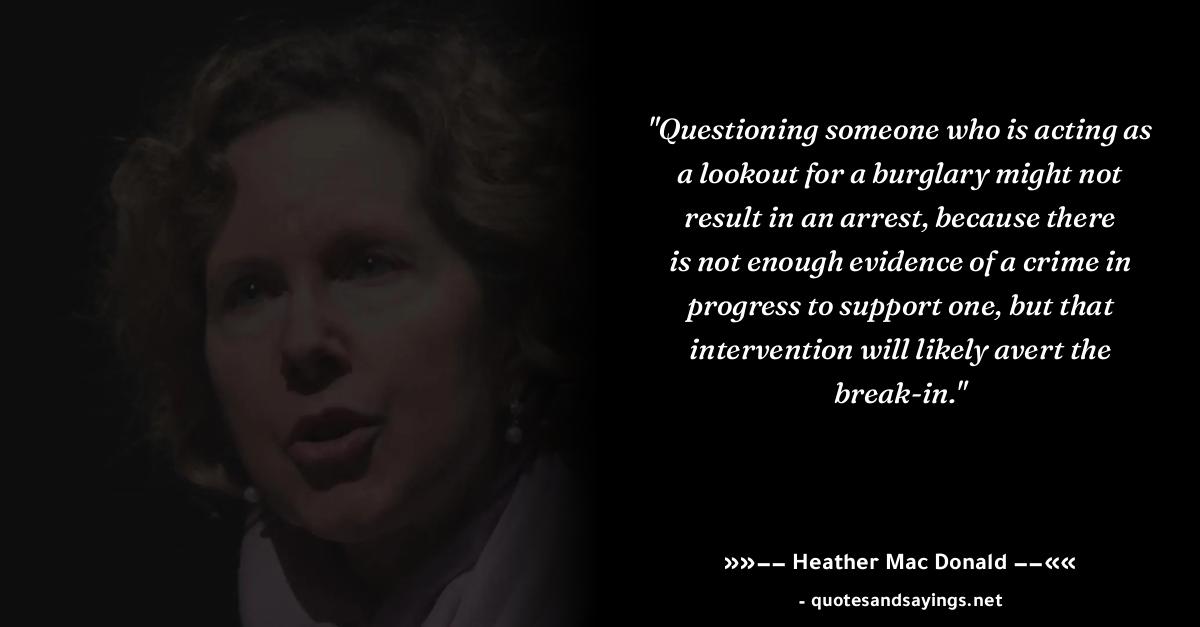 "Questioning someone who is acting as
a lookout for a burglary might not
result in an arrest, because there
is not enough evidence of a crime in
progress to support one, but that
intervention will likely avert the
break-in."
»»−− Heather Mac Donald −−««
- quotesandsayings.net